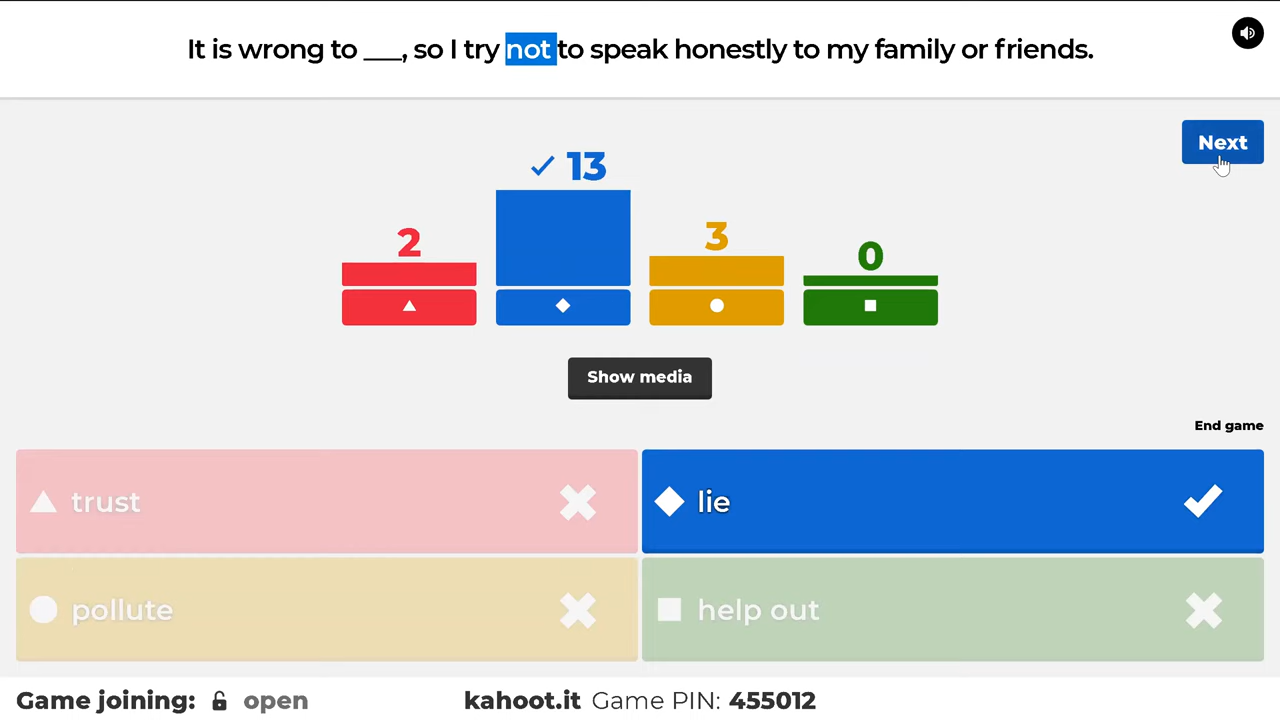 It is wrong to ___, so I try not to speak honestly to my family or friends.
Next
2
13
3
0
Show media
End game
trust
lie
pollute
help out
Game joining: open
kahoot.it Game PIN: 455012